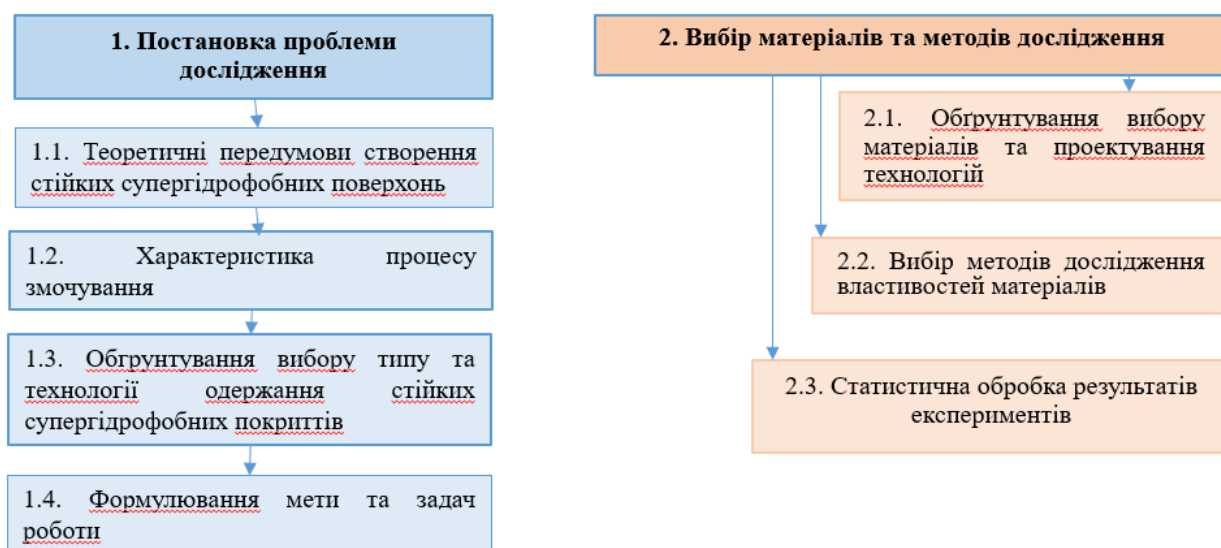 1. Постановка проблеми
дослідження
1.1. Теоретичні передумови створення
стійких супергідрофобних поверхонь
1.2. Характеристика процесу
змочування
1.3. Обгрунтування вибору типу та
технології одержання стійких
супергідрофобних покриттів
1.4. Формулювання мети та задач
роботи
2. Вибір матеріалів та методів дослідження
2.1. Обґрунтування вибору
матеріалів та проектування
технологій
2.2. Вибір методів дослідження
властивостей матеріалів
2.3. Статистична обробка результатів
експериментів